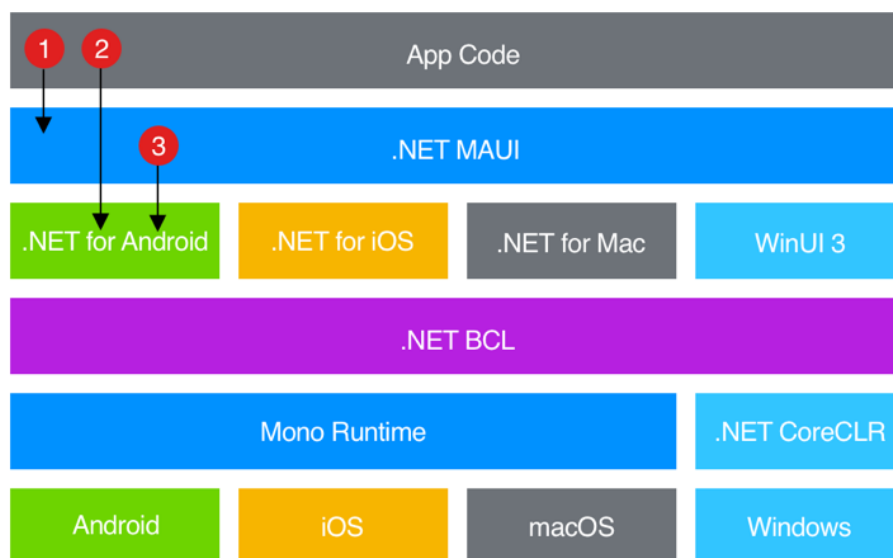 1 2 App Code
.NET MAUI
3
.NET for Android .NET for iOS .NET for Mac WinUI 3
.NET BCL
Mono Runtime .NET CoreCLR
Android iOS macOS Windows